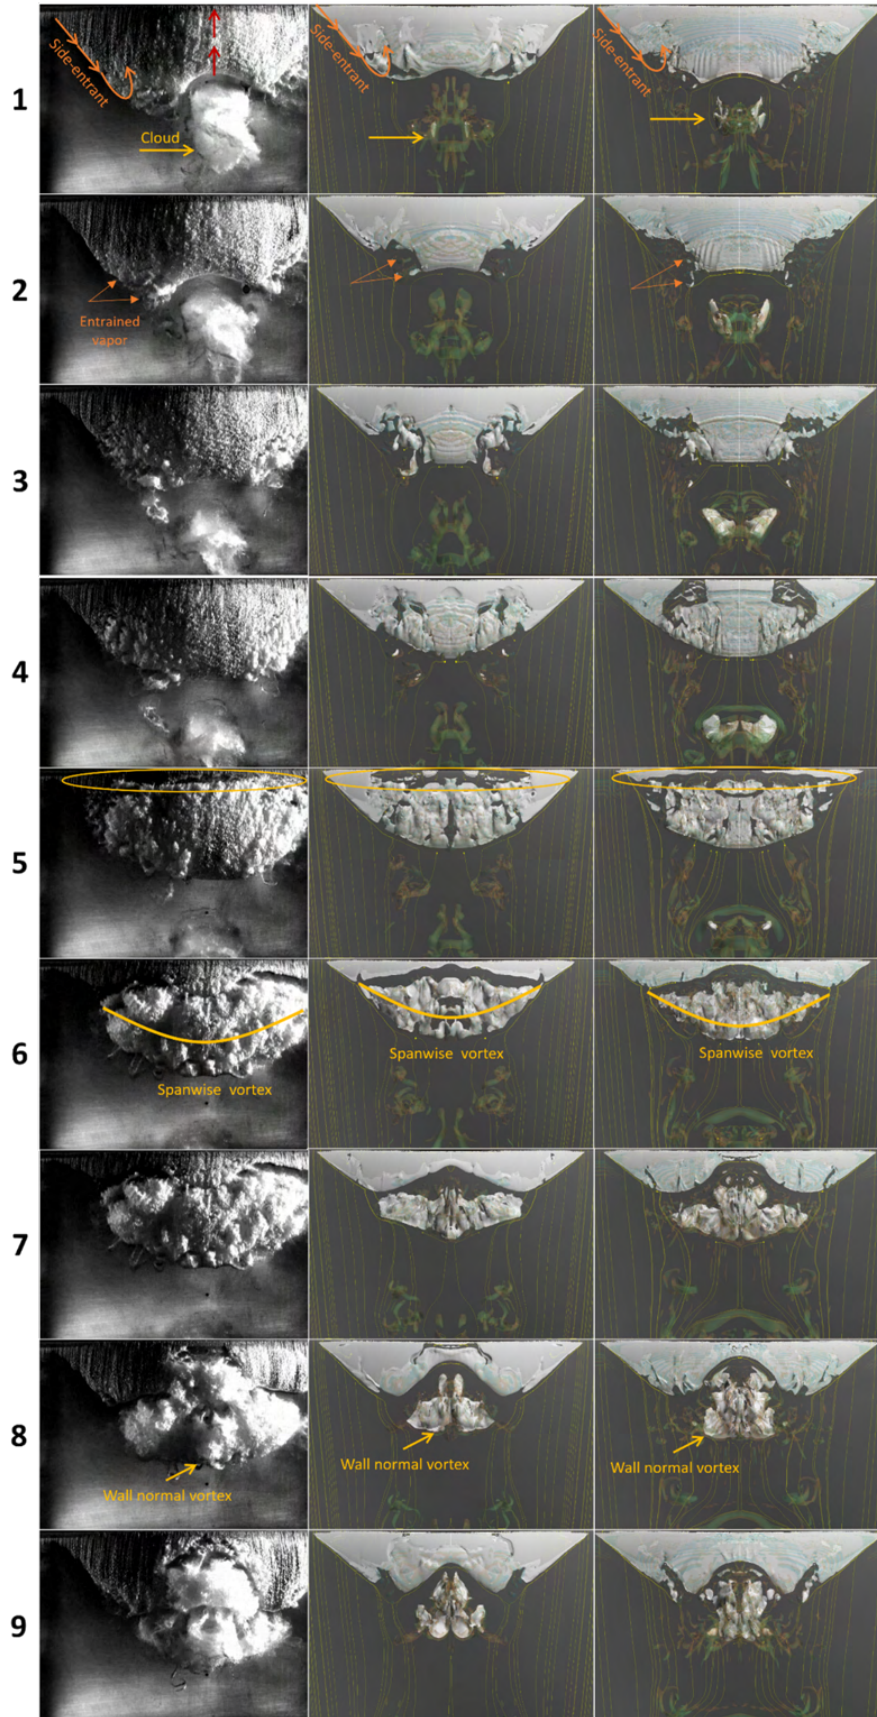 1
Side-entrant
Cloud
Side-entrant
Side-entrant
2
Entrained
vapor
3
4
5
6
Spanwise vortex
Spanwise vortex
Spanwise vortex
7
8
Wall normal vortex
Wall normal vortex
Wall normal vortex
9